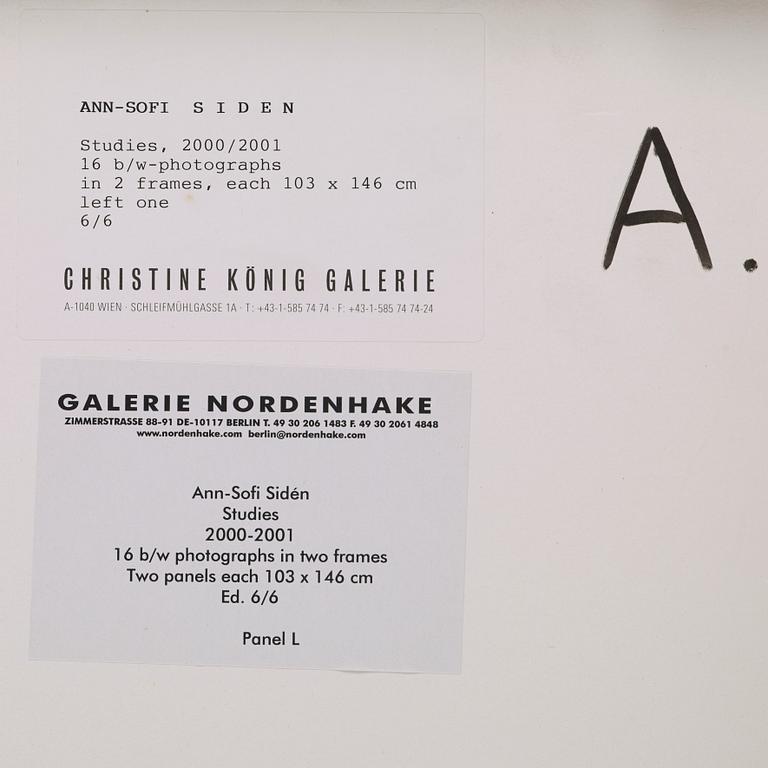 ANN-SOFI S I D E N
Studies, 2000/2001
16 b/w-photographs
in 2 frames, each 103 x 146 cm
left one
6/6
CHRISTINE KÖNIG GALERIE
A-1040 WIEN · SCHLEIFMÜHLGASSE 1A · T: +43-1-585 74 74 · F: +43-1-585 74 74-24
A.
GALERIE NORDENHAKE
ZIMMERSTRASSE 88-91 DE-10117 BERLIN T. 49 30 206 1483 F. 49 30 2061 4848
www.nordenhake.com berlin@nordenhake.com
Ann-Sofi Sidén
Studies
2000-2001
16 b/w photographs in two frames
Two panels each 103 x 146 cm
Ed. 6/6
Panel L